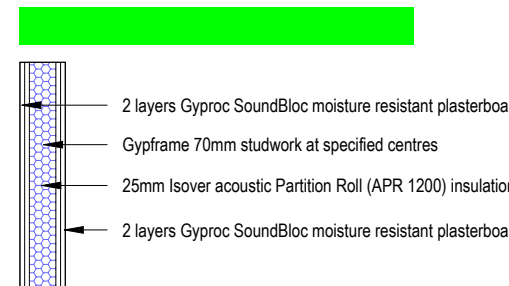 2 layers Gyproc SoundBloc moisture resistant plasterboa
Gypframe 70mm studwork at specified centres
25mm Isover acoustic Partition Roll (APR 1200) insulation
2 layers Gyproc SoundBloc moisture resistant plasterboa